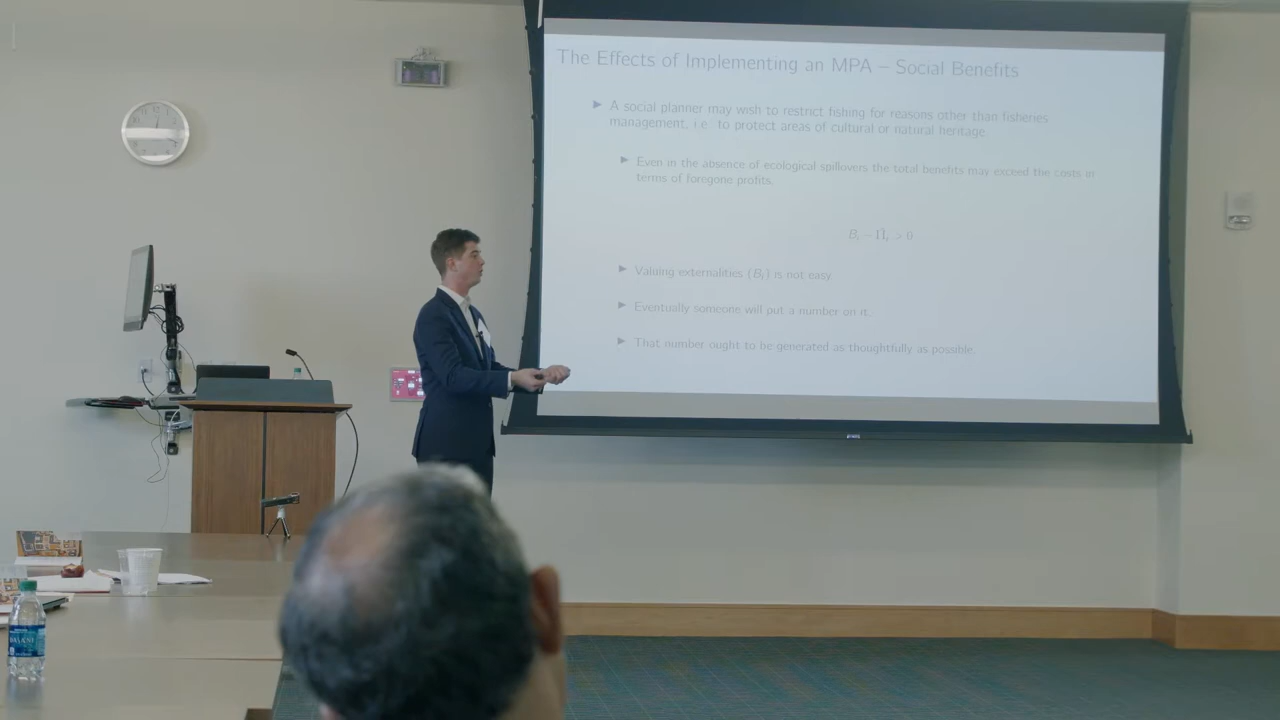 The Effects of Implementing an MPA – Social Benefits
A social planner may wish to restrict fishing for reasons other than fisheries
management, i.e. to protect areas of cultural or natural heritage
Even in the absence of ecological spillovers the total benefits may exceed the costs in
terms of foregone profits.
Valuing externalities (Bᵢ) is not easy
Eventually someone will put a number on it.
That number ought to be generated as thoughtfully as possible.